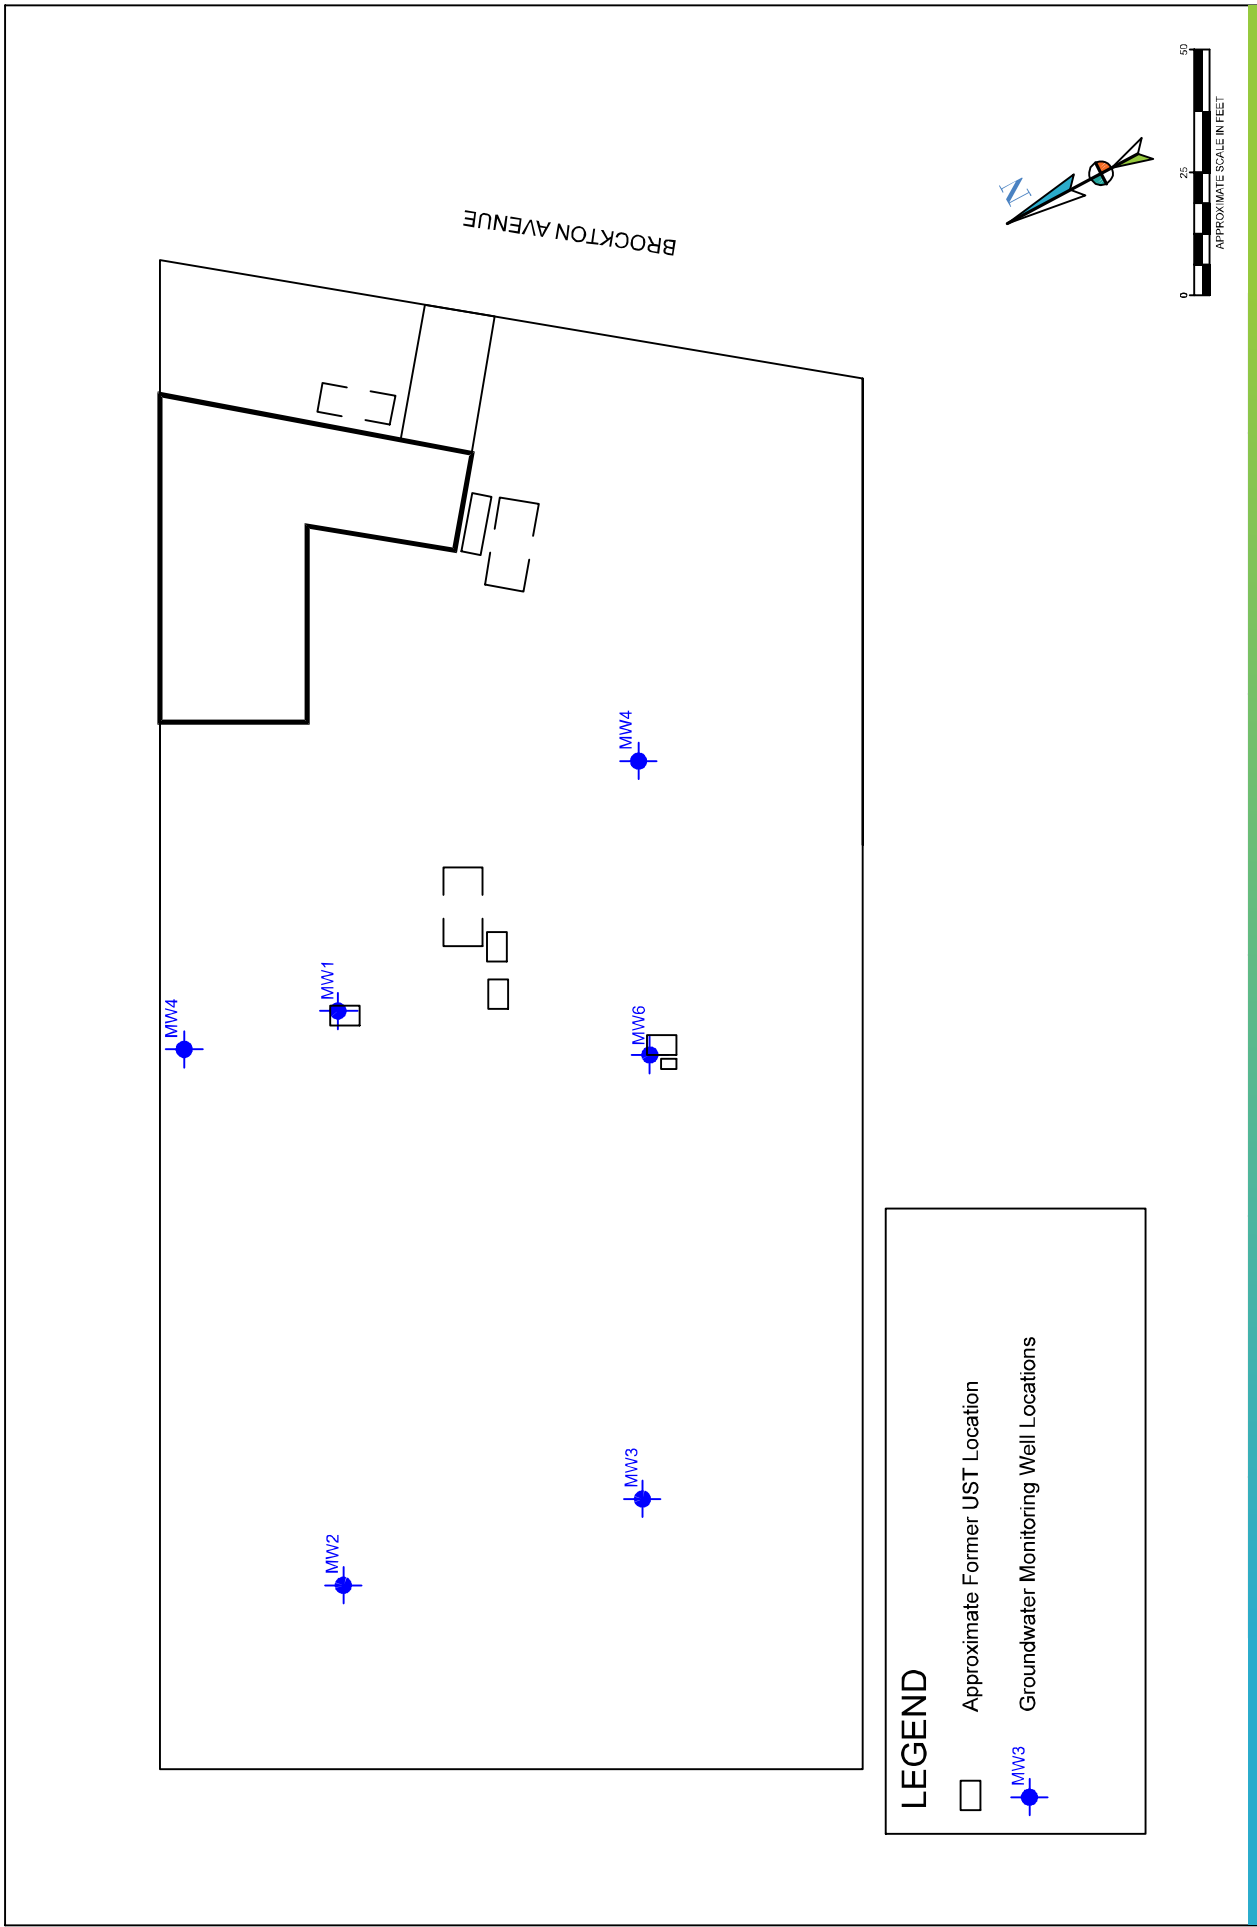 BROCKTON AVENUE
N
0 25 50
APPROXIMATE SCALE IN FEET
MW4
MW1
MW4
MW6
MW2
MW3
LEGEND
Approximate Former UST Location
MW3
Groundwater Monitoring Well Locations